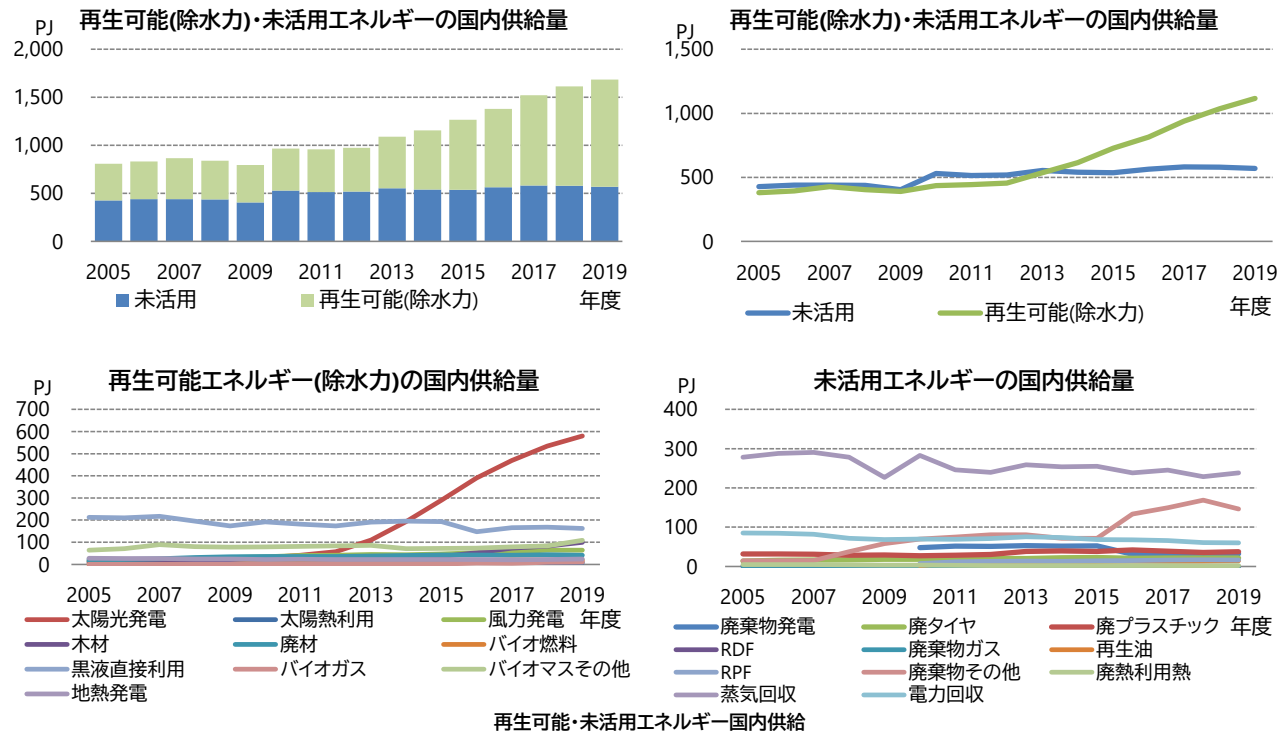 再生可能(除水力)・未活用エネルギーの国内供給量
PJ
2,000
1,500
1,000
500
0
2005 2007 2009 2011 2013 2015 2017 2019
年度
未活用 再生可能(除水力)
再生可能(除水力)・未活用エネルギーの国内供給量
PJ
1,500
1,000
500
0
2005 2007 2009 2011 2013 2015 2017 2019
年度
未活用 再生可能(除水力)
再生可能エネルギー(除水力)の国内供給量
PJ
700
600
500
400
300
200
100
0
2005 2007 2009 2011 2013 2015 2017 2019
太陽光発電 太陽熱利用 風力発電 年度
木材 廃材 バイオ燃料
黒液直接利用 バイオガス バイオマスその他
地熱発電
未活用エネルギーの国内供給量
PJ
400
300
200
100
0
2005 2007 2009 2011 2013 2015 2017 2019
廃棄物発電 廃タイヤ 廃プラスチック 年度
RDF 廃棄物ガス 再生油
RPF 廃棄物その他 廃熱利用熱
蒸気回収 電力回収
再生可能・未活用エネルギー国内供給